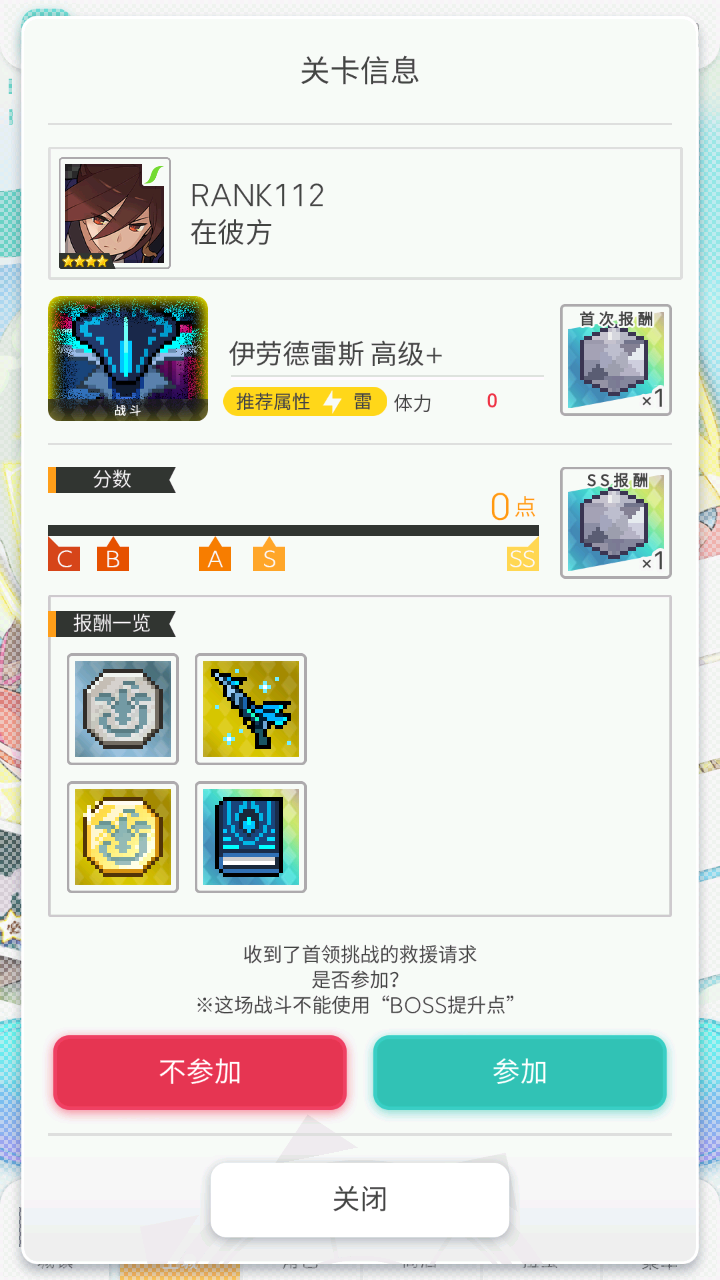 关卡信息
RANK112
在彼方
伊劳德雷斯 高级+
战斗
推荐属性 雷 体力 0
首次报酬
×1
分数
0点
C B A S SS
SS报酬
×1
报酬一览
收到了首领挑战的救援请求
是否参加?
※这场战斗不能使用“BOSS提升点”
不参加
参加
关闭